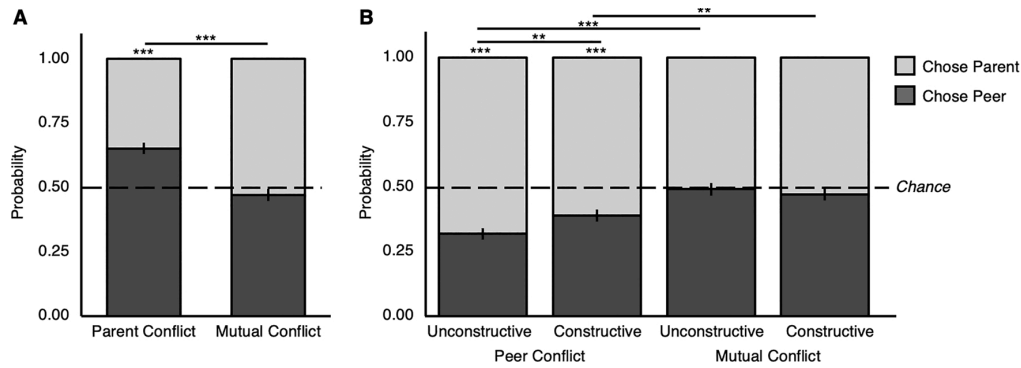 A
***
***
1.00
0.75
0.50
0.25
0.00
Probability
Parent Conflict
Mutual Conflict
B
**
***
**
***
***
1.00
0.75
0.50
0.25
0.00
Probability
Unconstructive
Constructive
Unconstructive
Constructive
Peer Conflict
Mutual Conflict
Chose Parent
Chose Peer
Chance